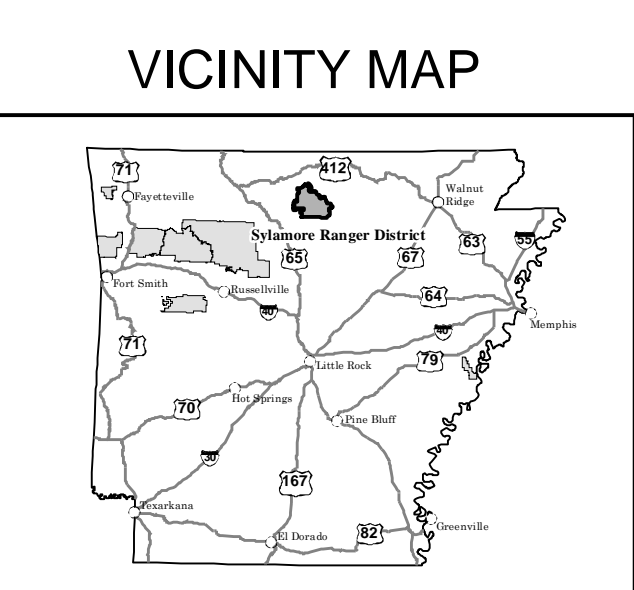 VICINITY MAP
412
71
Walnut
Ridge
Fayetteville
Sylamore Ranger District
63
55
65
67
Fort Smith
Russellville
64
40
Memphis
40
71
79
Little Rock
70
Hot Springs
Pine Bluff
30
167
Texarkana
Greenville
82
El Dorado